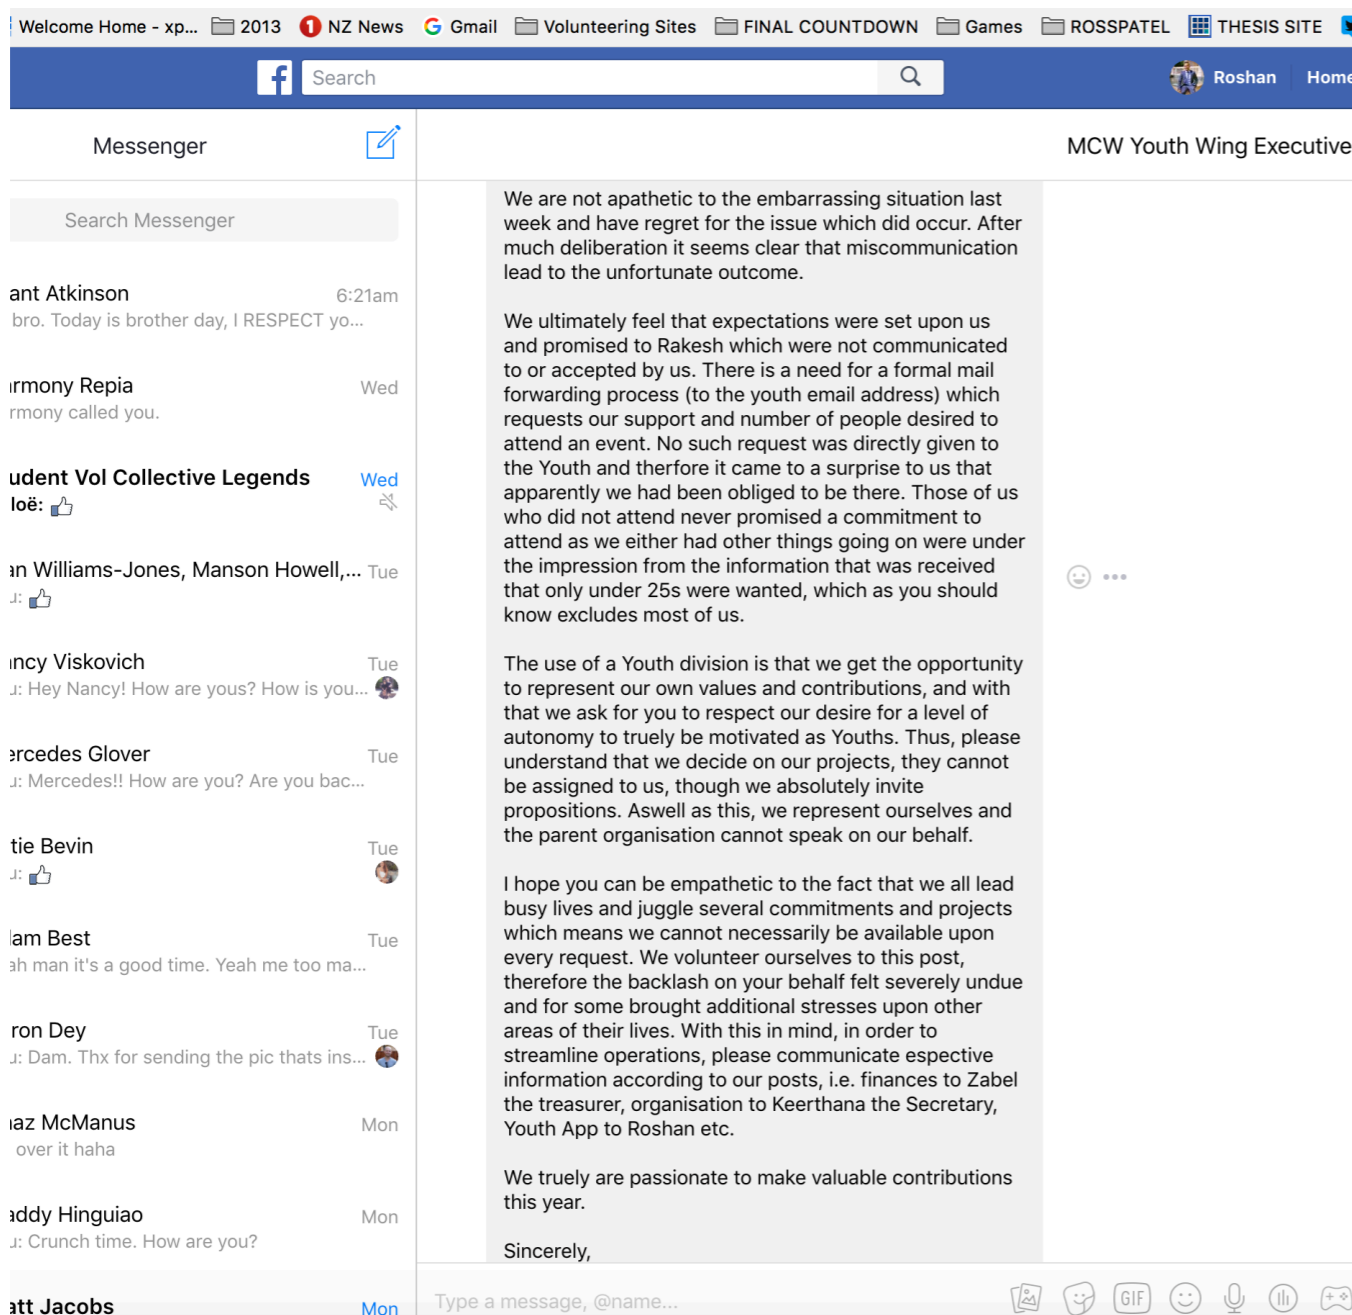 Welcome Home - xp... 2013 1 NZ News G Gmail Volunteering Sites FINAL COUNTDOWN Games ROSSPATEL THESIS SITE
f Search Roshan Home
Messenger
MCW Youth Wing Executive
Search Messenger
ant Atkinson 6:21am
bro. Today is brother day, I RESPECT yo...
rmony Repia Wed
rmony called you.
udent Vol Collective Legends Wed
loë:
an Williams-Jones, Manson Howell,... Tue
u:
ncy Viskovich Tue
u: Hey Nancy! How are yous? How is you...
ercedes Glover Tue
u: Mercedes!! How are you? Are you bac...
tie Bevin Tue
u:
lam Best Tue
ah man it's a good time. Yeah me too ma...
ron Dey Tue
u: Dam. Thx for sending the pic thats ins...
az McManus Mon
over it haha
addy Hinguiao Mon
u: Crunch time. How are you?
att Jacobs Mon
We are not apathetic to the embarrassing situation last
week and have regret for the issue which did occur. After
much deliberation it seems clear that miscommunication
lead to the unfortunate outcome.
We ultimately feel that expectations were set upon us
and promised to Rakesh which were not communicated
to or accepted by us. There is a need for a formal mail
forwarding process (to the youth email address) which
requests our support and number of people desired to
attend an event. No such request was directly given to
the Youth and therfore it came to a surprise to us that
apparently we had been obliged to be there. Those of us
who did not attend never promised a commitment to
attend as we either had other things going on were under
the impression from the information that was received
that only under 25s were wanted, which as you should
know excludes most of us.
The use of a Youth division is that we get the opportunity
to represent our own values and contributions, and with
that we ask for you to respect our desire for a level of
autonomy to truely be motivated as Youths. Thus, please
understand that we decide on our projects, they cannot
be assigned to us, though we absolutely invite
propositions. Aswell as this, we represent ourselves and
the parent organisation cannot speak on our behalf.
I hope you can be empathetic to the fact that we all lead
busy lives and juggle several commitments and projects
which means we cannot necessarily be available upon
every request. We volunteer ourselves to this post,
therefore the backlash on your behalf felt severely undue
and for some brought additional stresses upon other
areas of their lives. With this in mind, in order to
streamline operations, please communicate espective
information according to our posts, i.e. finances to Zabel
the treasurer, organisation to Keerthana the Secretary,
Youth App to Roshan etc.
We truely are passionate to make valuable contributions
this year.
Sincerely,
Type a message, @name...
GIF